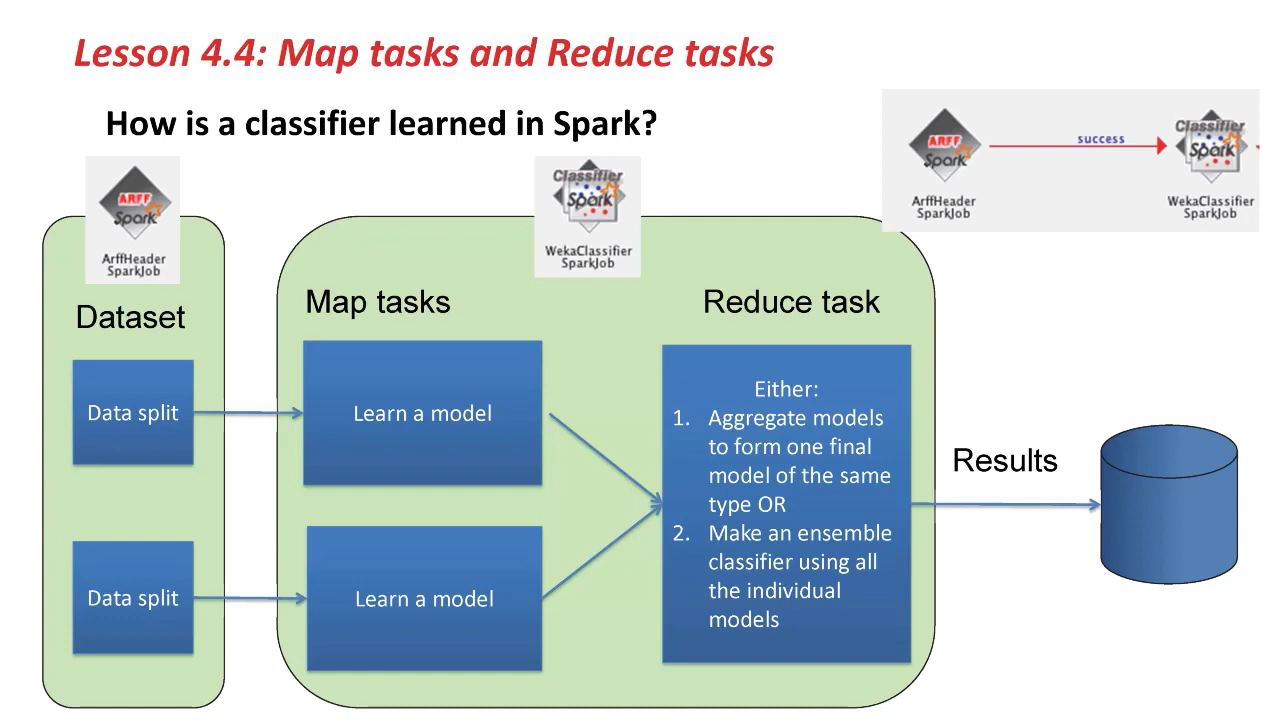 Lesson 4.4: Map tasks and Reduce tasks
How is a classifier learned in Spark?
ARFF
Spark
ArffHeader
SparkJob
success
Classifier
Spark
WekaClassifier
SparkJob
ARFF
Spark
ArffHeader
SparkJob
Classifier
Spark
WekaClassifier
SparkJob
Dataset
Map tasks
Reduce task
Data split
Learn a model
Data split
Learn a model
Either:
1. Aggregate models
to form one final
model of the same
type OR
2. Make an ensemble
classifier using all
the individual
models
Results